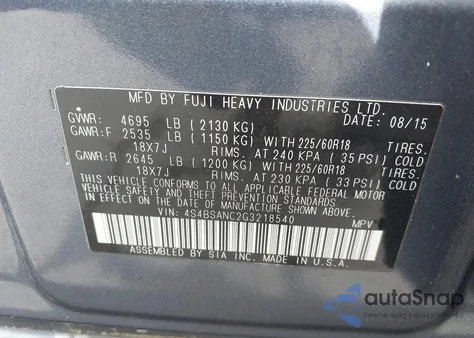 MFD BY FUJI HEAVY INDUSTRIES LTD.
GVWR: 4695 LB (2130 KG) DATE: 08/15
GAWR:F 2535 LB (1150 KG) WITH 225/60R18 TIRES.
18X7J RIMS. AT 240 KPA (35 PSI) COLD
GAWR:R 2645 LB (1200 KG) WITH 225/60R18 TIRES.
18X7J RIMS. AT 230 KPA (33 PSI) COLD
THIS VEHICLE CONFORMS TO ALL APPLICABLE FEDERAL MOTOR
VEHICLE SAFETY, BUMPER AND THEFT PREVENTION STANDARDS
IN EFFECT ON THE DATE OF MANUFACTURE SHOWN ABOVE.
VIN: 4S4BSANC2G3218540 MPV
ASSEMBLED BY SIA INC. MADE IN U.S.A.
autoSnap